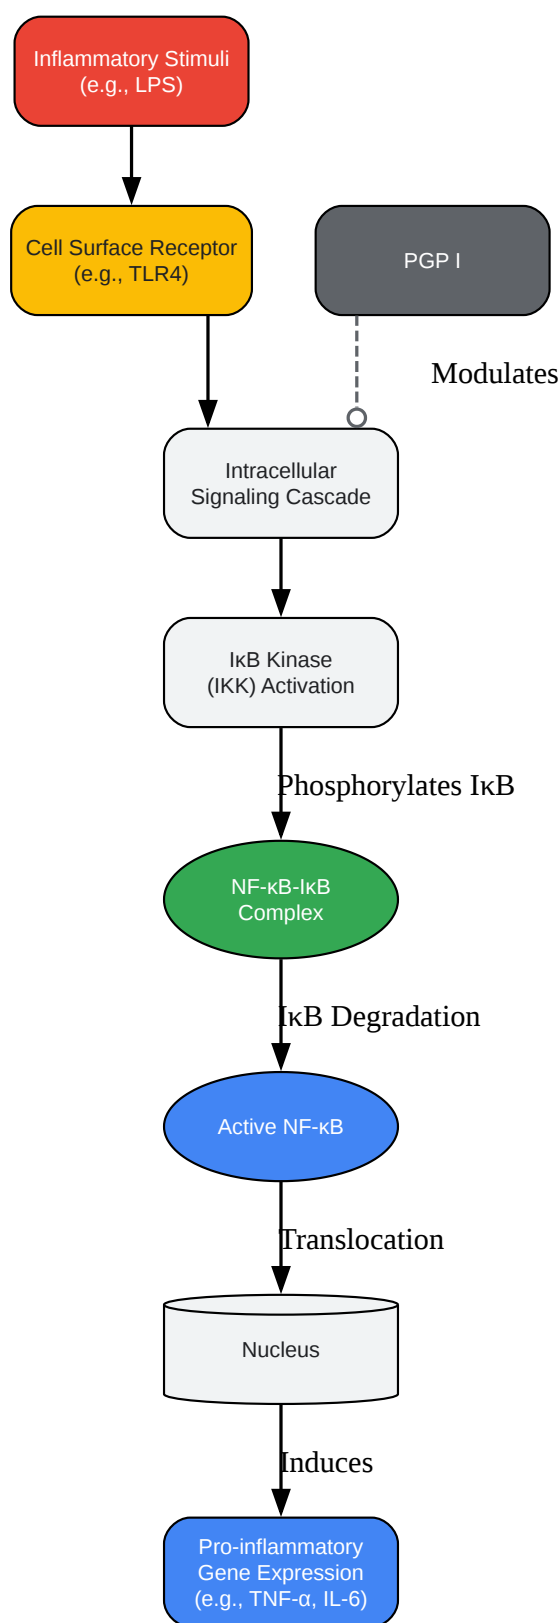 Inflammatory Stimuli
(e.g., LPS)
Cell Surface Receptor
(e.g., TLR4)
PGP I
Modulates
Intracellular
Signaling Cascade
IκB Kinase
(IKK) Activation
Phosphorylates IκB
NF-κB-IκB
Complex
IκB Degradation
Active NF-κB
Translocation
Nucleus
Induces
Pro-inflammatory
Gene Expression
(e.g., TNF-α, IL-6)